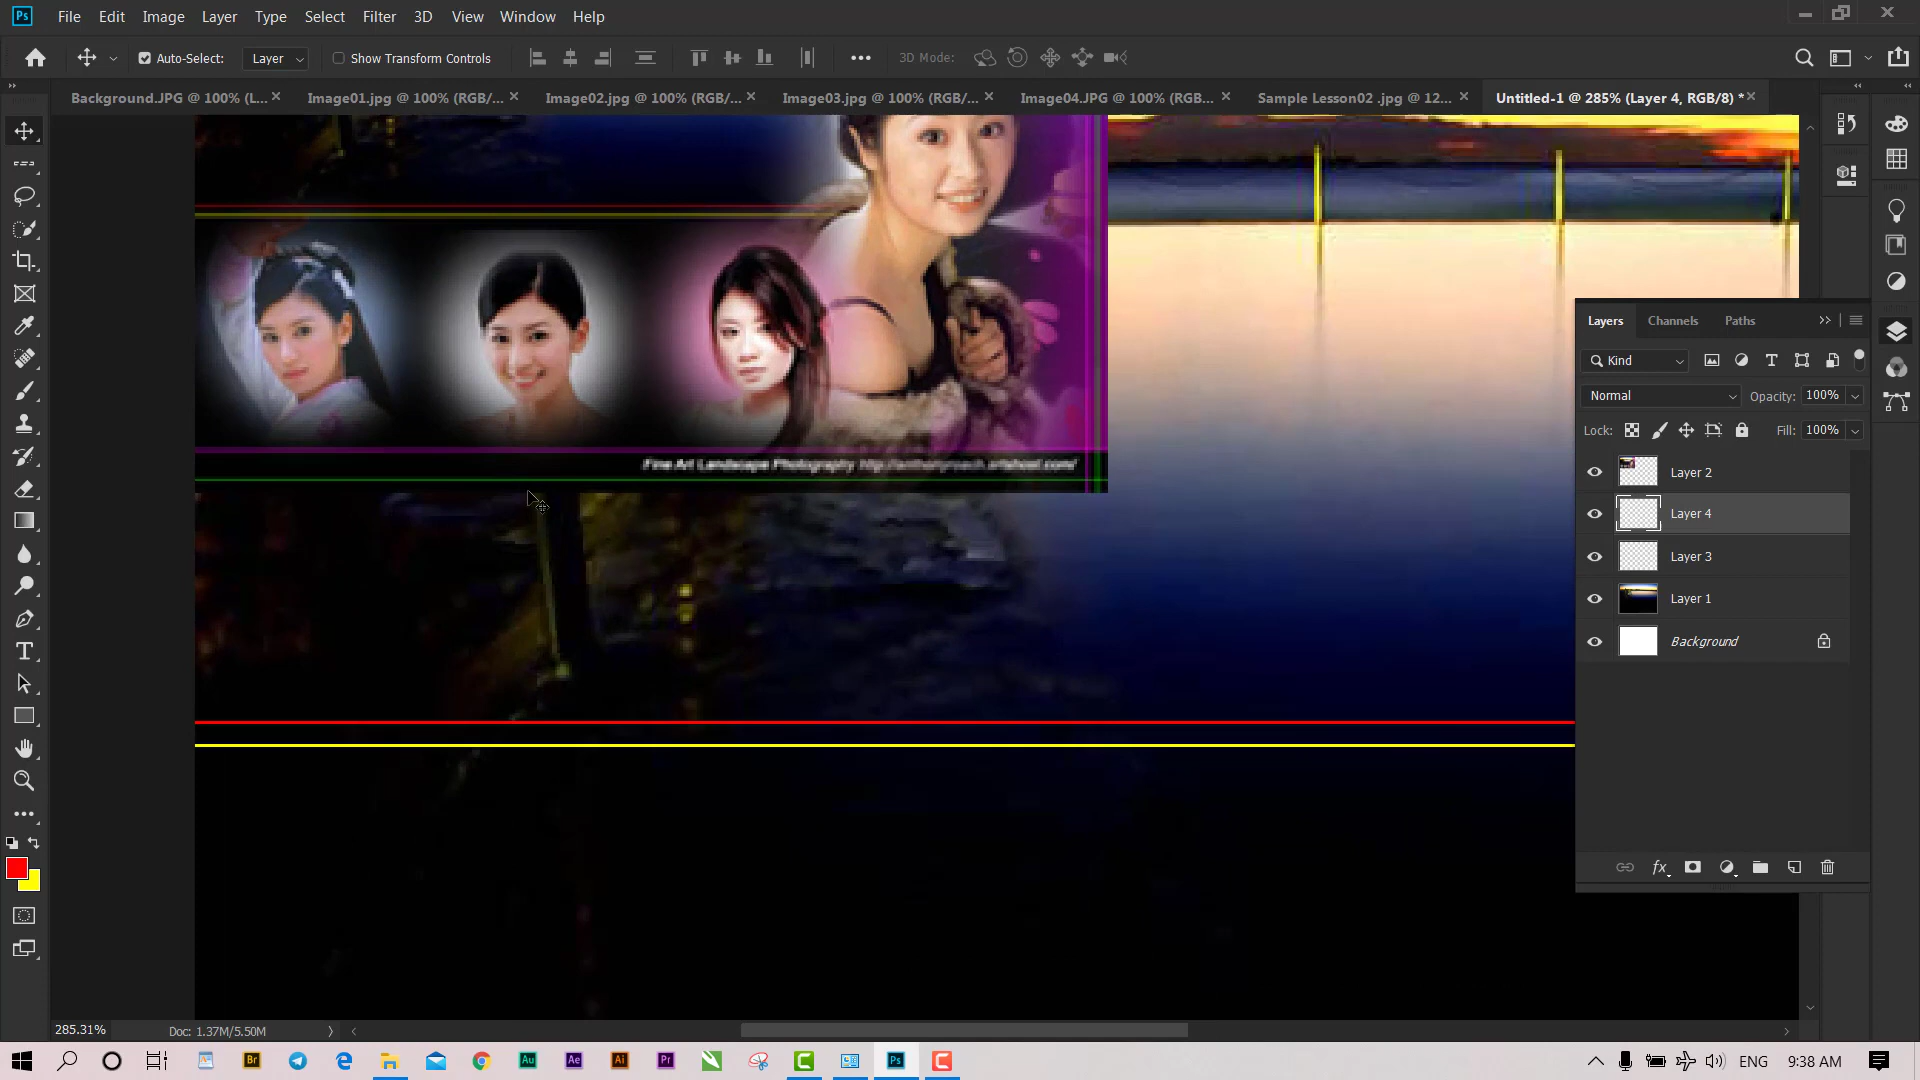 File Edit Image Layer Type Select Filter 3D View Window Help
Auto-Select: Layer Show Transform Controls 3D Mode:
Background.JPG @ 100% (L... Image01.jpg @ 100% (RGB/... Image02.jpg @ 100% (RGB/... Image03.jpg @ 100% (RGB/... Image04.JPG @ 100% (RGB... Sample Lesson02 .jpg @ 12... Untitled-1 @ 285% (Layer 4, RGB/8) *
Layers Channels Paths
Kind
Normal Opacity: 100%
Lock: Fill: 100%
Layer 2
Layer 4
Layer 3
Layer 1
Background
Fine Art Landscape Photography
285.31% Doc: 1.37M/5.50M
ENG 9:38 AM